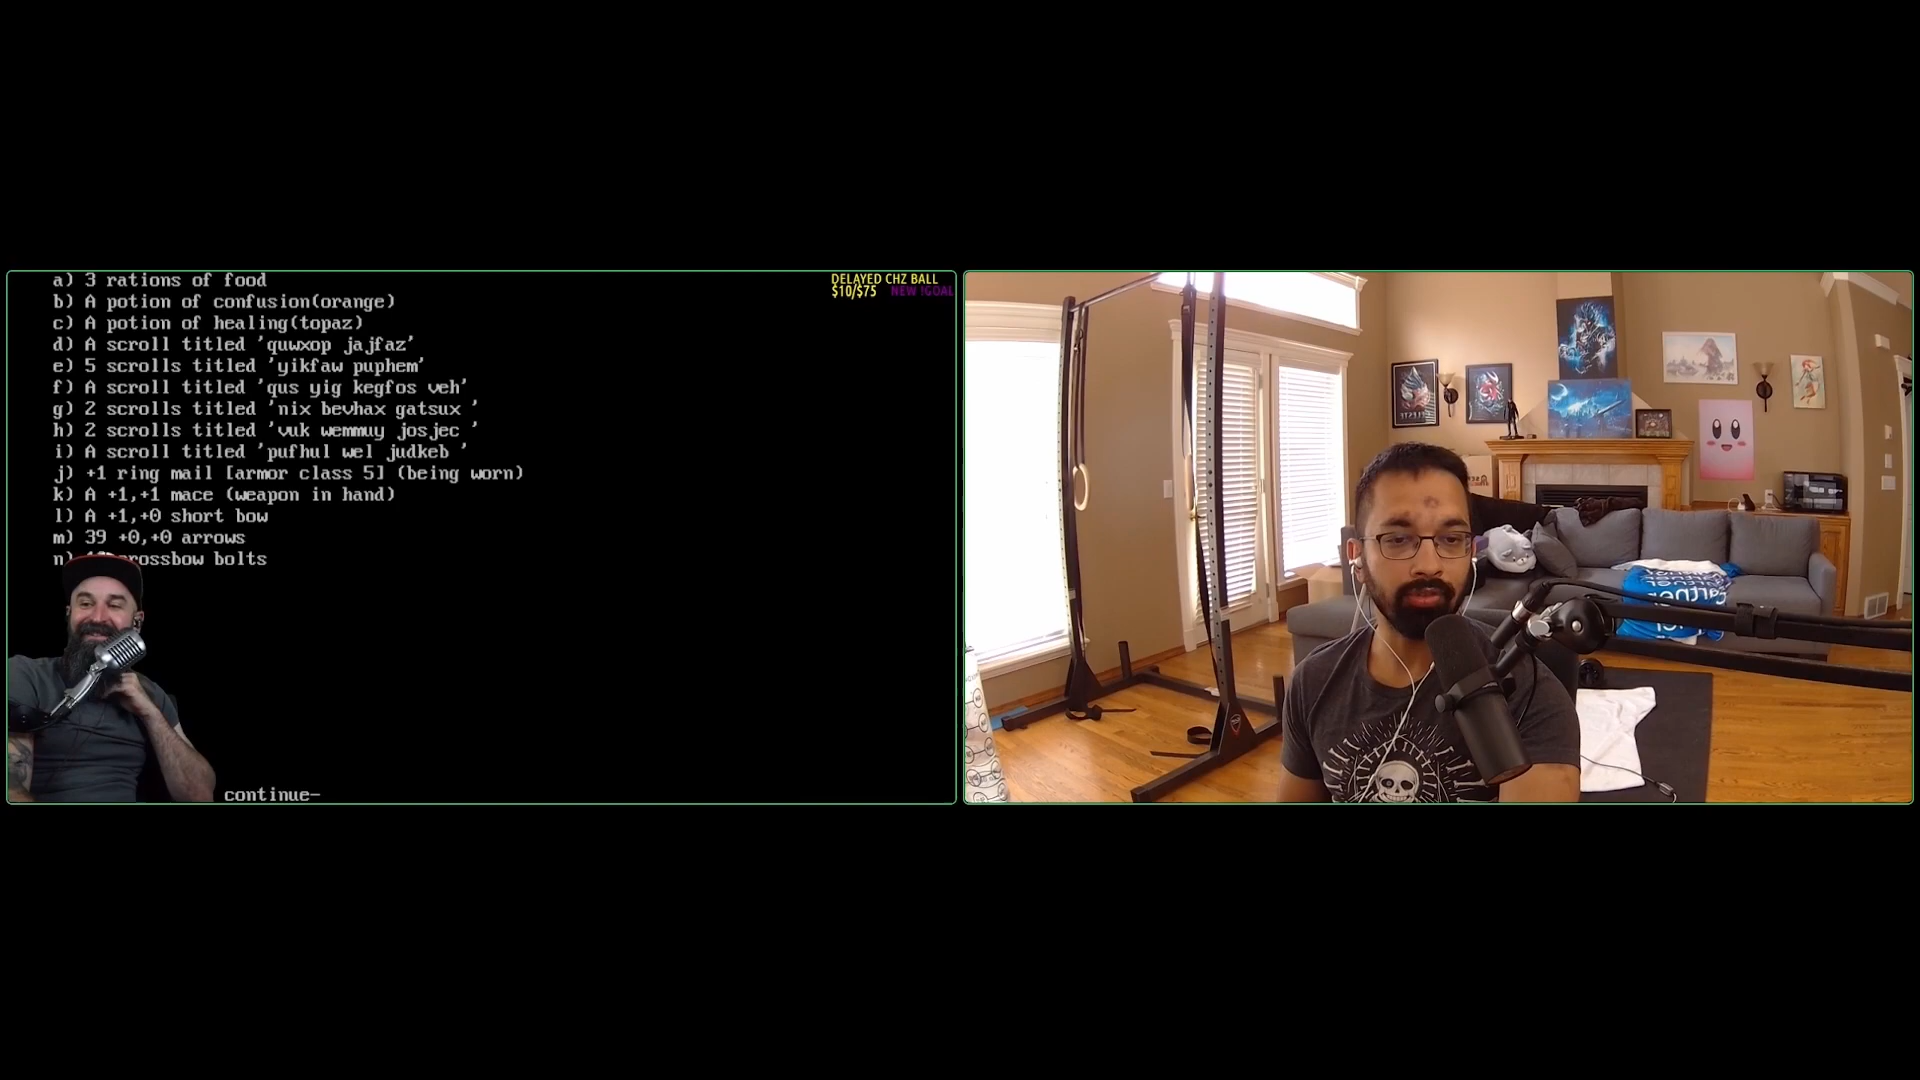 a) 3 rations of food
b) A potion of confusion(orange)
c) A potion of healing(topaz)
d) A scroll titled 'quwxop jajfaz'
e) 5 scrolls titled 'yikfaw puphem'
f) A scroll titled 'qus yig kegfos veh'
g) 2 scrolls titled 'nix bevhax gatsux '
h) 2 scrolls titled 'vuk wemmuy josjec '
i) A scroll titled 'pufhul wel judkeb '
j) +1 ring mail [armor class 5] (being worn)
k) A +1,+1 mace (weapon in hand)
l) A +1,+0 short bow
m) 39 +0,+0 arrows
n) crossbow bolts
continue-
DELAYED CHZ BALL
$10/$75 NEW !GOAL